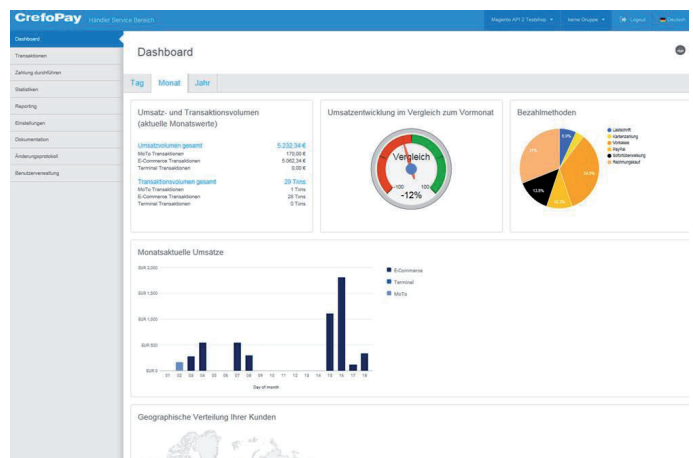 CrefoPay Händler Service Bereich
Magento API 2 Testshop
keine Gruppe
Logout
Deutsch
Dashboard
Transaktionen
Zahlung durchführen
Statistiken
Reporting
Einstellungen
Dokumentation
Änderungsprotokoll
Benutzerverwaltung
Dashboard
Tag Monat Jahr
Umsatz- und Transaktionsvolumen
(aktuelle Monatswerte)
Umsatzvolumen gesamt 5.232,34 €
MoTo Transaktionen 170,00 €
E-Commerce Transaktionen 5.062,34 €
Terminal Transaktionen 0,00 €
Transaktionsvolumen gesamt 29 Txns
MoTo Transaktionen 1 Txns
E-Commerce Transaktionen 28 Txns
Terminal Transaktionen 0 Txns
Umsatzentwicklung im Vergleich zum Vormonat
Vergleich
-100 100
-12%
Bezahlmethoden
Lastschrift
Kartenzahlung
Vorkasse
PayPal
Sofortüberweisung
Rechnungskauf
13.8%
Monatsaktuelle Umsätze
EUR 2,000
EUR 1,500
EUR 1,000
EUR 500
EUR 0
01 02 03 04 05 06 07 08 09 10 11 12 13 14 15 16 17 18
Day of month
E-Commerce
Terminal
MoTo
Geographische Verteilung Ihrer Kunden